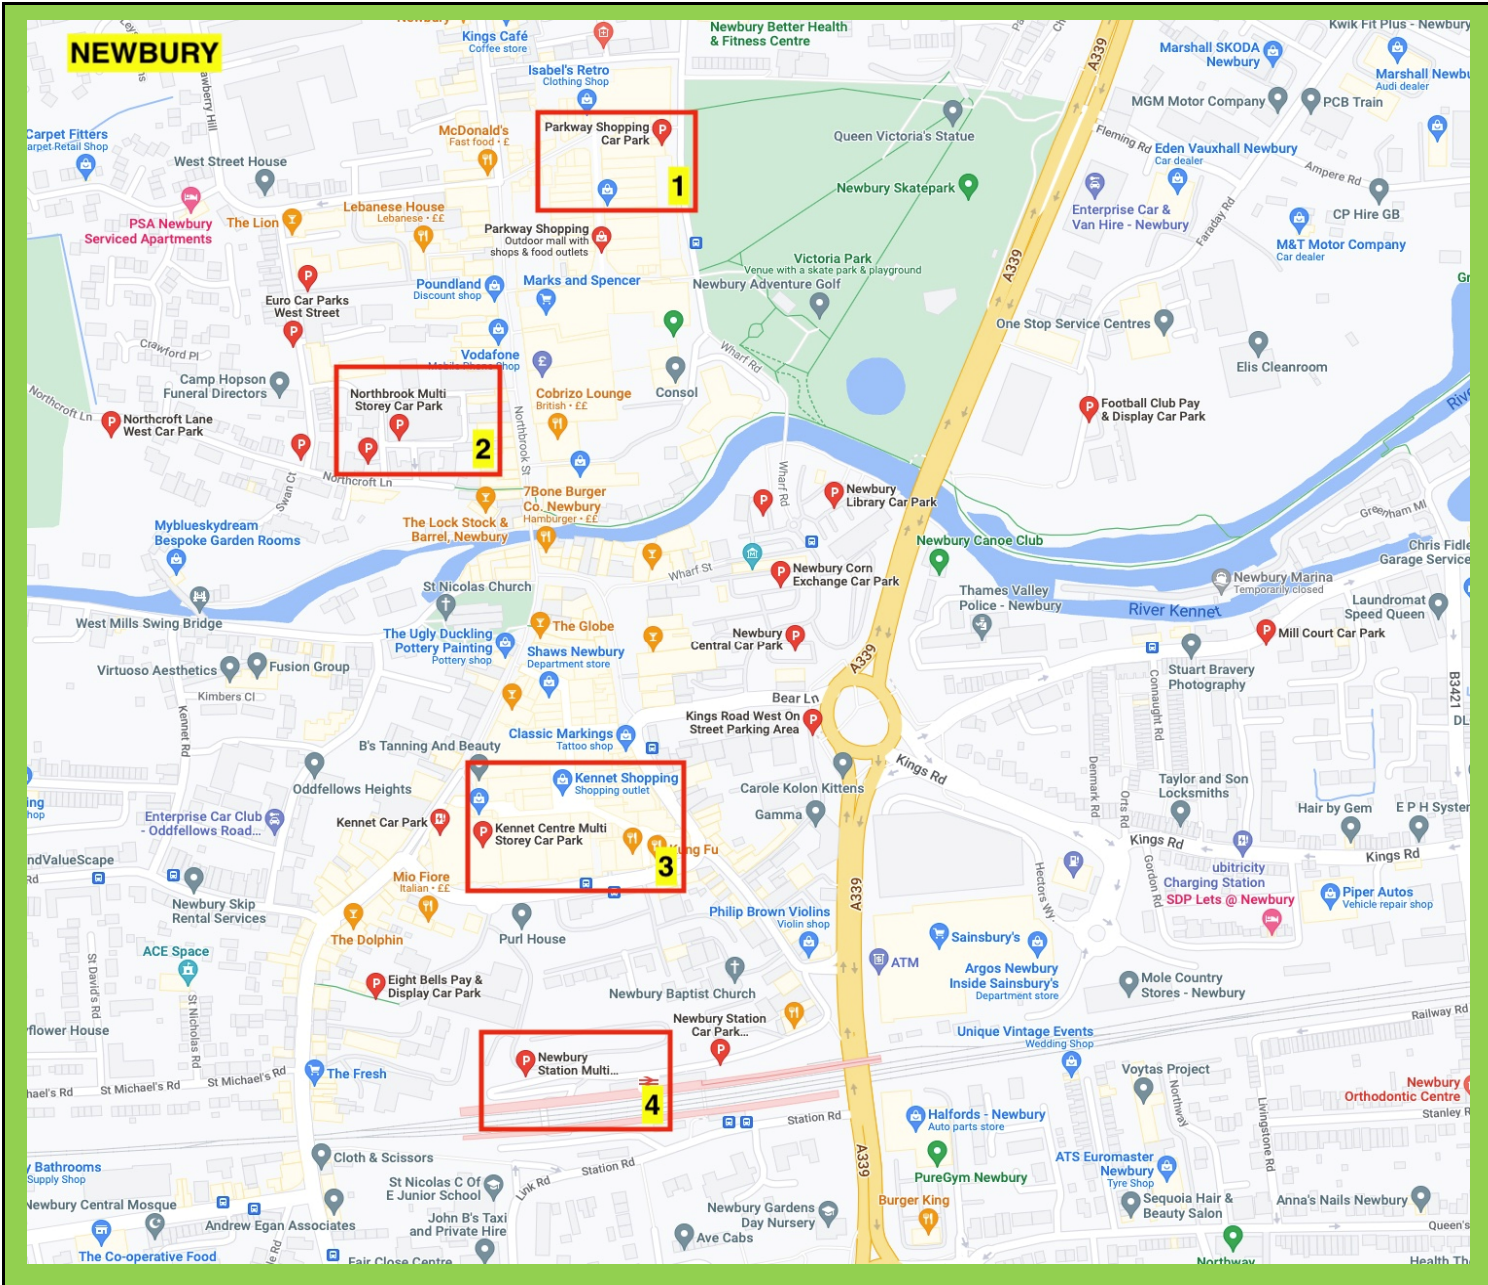 NEWBURY
Kings Café
Coffee store
Newbury Better Health
& Fitness Centre
A339
Kwik Fit Plus - Newbury
Marshall SKODA
Newbury
Audi dealer
Isabel's Retro
Clothing Shop
MGM Motor Company
PCB Train
Carpet Fitters
West Street House
McDonald's
Fast food · £
Parkway Shopping
Car Park
1
Queen Victoria's Statue
Fleming Rd
Eden Vauxhall Newbury
Car dealer
Ampere Rd
PSA Newbury
Serviced Apartments
The Lion
Lebanese House
Lebanese · ££
Newbury Skatepark
Enterprise Car &
Van Hire - Newbury
Faraday Rd
CP Hire GB
M&T Motor Company
Car dealer
Parkway Shopping
Outdoor mall with
shops & food outlets
A339
Victoria Park
Venue with a skate park & playground
Newbury Adventure Golf
Euro Car Parks
West Street
Poundland
Discount shop
Marks and Spencer
One Stop Service Centres
Elis Cleanroom
Crawford Pl
Vodafone
Mobile Phone Shop
Wharf Rd
Consol
Camp Hopson
Funeral Directors
Northbrook Multi
Storey Car Park
2
Cobrizo Lounge
British · ££
Northbrook St
Northcroft Ln
Northcroft Lane
West Car Park
Football Club Pay
& Display Car Park
Swan Ct
Northcroft Ln
7Bone Burger
Co. Newbury
Hamburger · ££
Wharf Rd
Newbury
Library Car Park
The Lock Stock &
Barrel, Newbury
Myblueskydream
Bespoke Garden Rooms
Greenham Ml
Newbury Canoe Club
Wharf St
Newbury Corn
Exchange Car Park
Newbury Marina
Temporarily closed
St Nicolas Church
Thames Valley
Police - Newbury
River Kennet
Laundromat
Speed Queen
West Mills Swing Bridge
The Globe
Newbury
Central Car Park
Mill Court Car Park
The Ugly Duckling
Pottery Painting
Pottery shop
Shaws Newbury
Department store
A339
Stuart Bravery
Photography
Virtuoso Aesthetics
Fusion Group
Kimbers Cl
Connaught Rd
B3421
Bear Ln
Kennet Rd
Kings Road West On
Street Parking Area
Classic Markings
Tattoo shop
B's Tanning And Beauty
Kings Rd
Denmark Rd
Orts Rd
Taylor and Son
Locksmiths
Oddfellows Heights
Kennet Shopping
Shopping outlet
Carole Kolon Kittens
Gamma
Hair by Gem
Enterprise Car Club
- Oddfellows Road...
Kennet Car Park
Kennet Centre Multi
Storey Car Park
Kung Fu
3
Kings Rd
Kings Rd
Gordon Rd
ubitricity
Charging Station
Hectors Wy
A339
Mio Fiore
Italian · ££
Newbury Skip
Rental Services
SDP Lets @ Newbury
Piper Autos
Vehicle repair shop
Philip Brown Violins
Violin shop
The Dolphin
Purl House
Sainsbury's
ATM
Argos Newbury
Inside Sainsbury's
Department store
ACE Space
St David's Rd
St Nicholas Rd
Eight Bells Pay &
Display Car Park
Newbury Baptist Church
Mole Country
Stores - Newbury
Newbury Station
Car Park...
Railway Rd
Unique Vintage Events
Wedding Shop
Newbury
Station Multi...
4
The Fresh
St Michael's Rd
St Michael's Rd
Voytas Project
Northway
Newbury
Orthodontic Centre
Livingstone Rd
Station Rd
Halfords - Newbury
Auto parts store
A339
Cloth & Scissors
Station Rd
Link Rd
PureGym Newbury
ATS Euromaster
Newbury
Tyre Shop
St Nicolas C Of
E Junior School
Newbury Central Mosque
Andrew Egan Associates
John B's Taxi
and Private Hire
Newbury Gardens
Day Nursery
Burger King
Sequoia Hair &
Beauty Salon
Anna's Nails Newbury
Ave Cabs
The Co-operative Food
Fair Close Centre
Northway